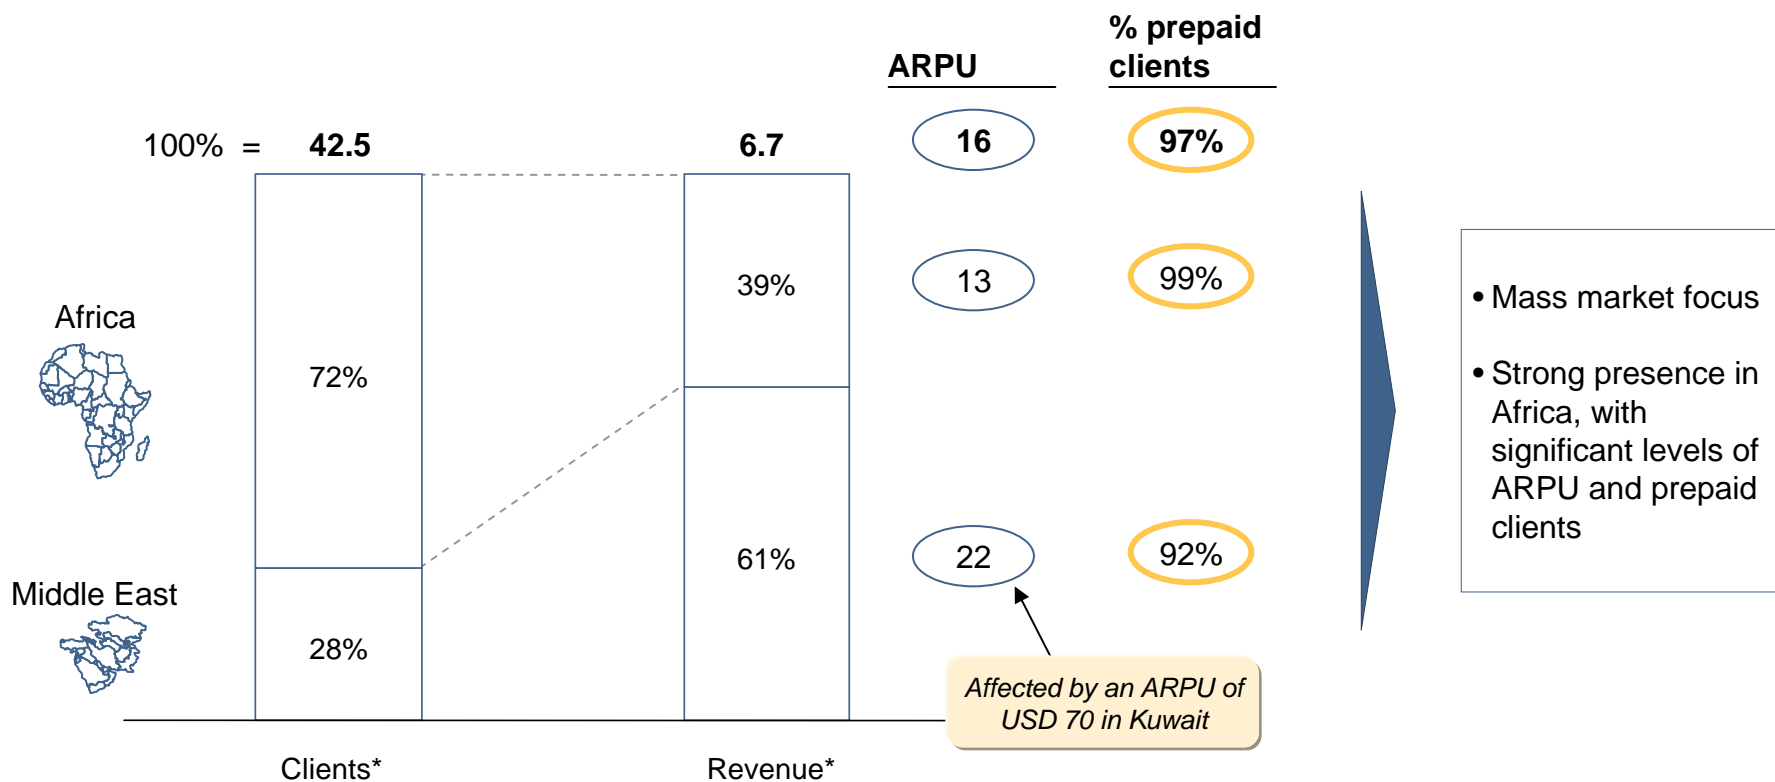 ARPU
% prepaid
clients
100% =
42.5
6.7
16
97%
Africa
72%
39%
13
99%
Middle East
28%
61%
22
92%
Affected by an ARPU of
USD 70 in Kuwait
Clients*
Revenue*
• Mass market focus
• Strong presence in
Africa, with
significant levels of
ARPU and prepaid
clients